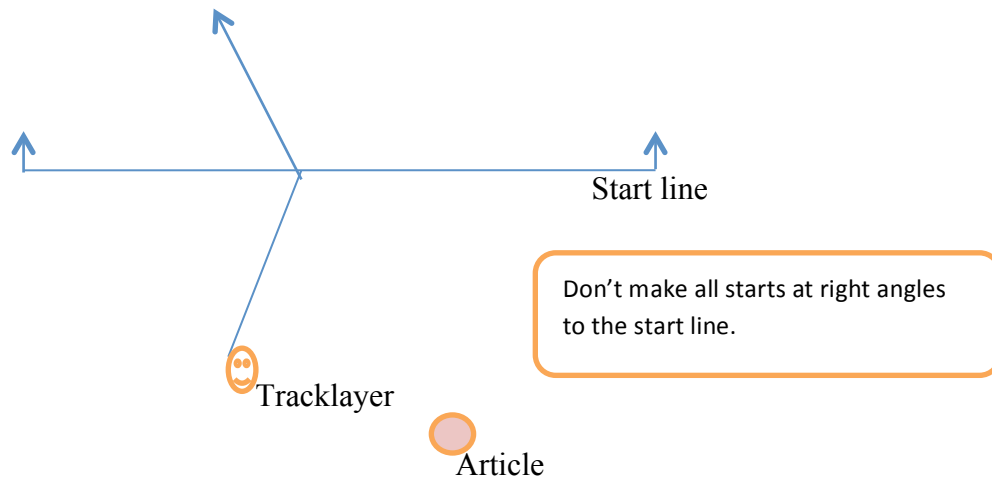 Start line
Don’t make all starts at right angles
to the start line.
Tracklayer
Article